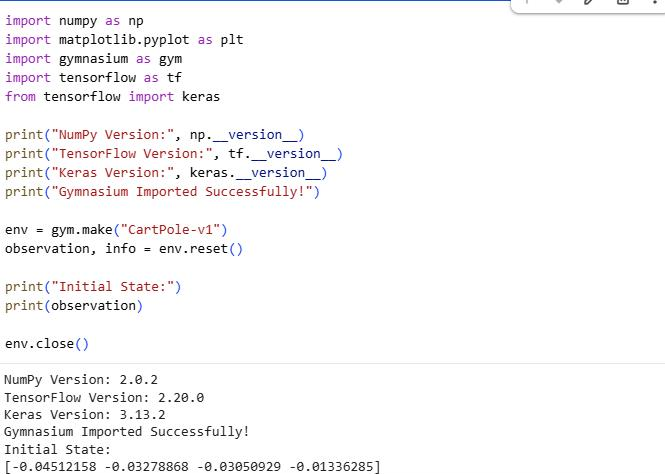 import numpy as np
import matplotlib.pyplot as plt
import gymnasium as gym
import tensorflow as tf
from tensorflow import keras
print("NumPy Version:", np.__version__)
print("TensorFlow Version:", tf.__version__)
print("Keras Version:", keras.__version__)
print("Gymnasium Imported Successfully!")
env = gym.make("CartPole-v1")
observation, info = env.reset()
print("Initial State:")
print(observation)
env.close()
NumPy Version: 2.0.2
TensorFlow Version: 2.20.0
Keras Version: 3.13.2
Gymnasium Imported Successfully!
Initial State:
[-0.04512158 -0.03278868 -0.03050929 -0.01336285]